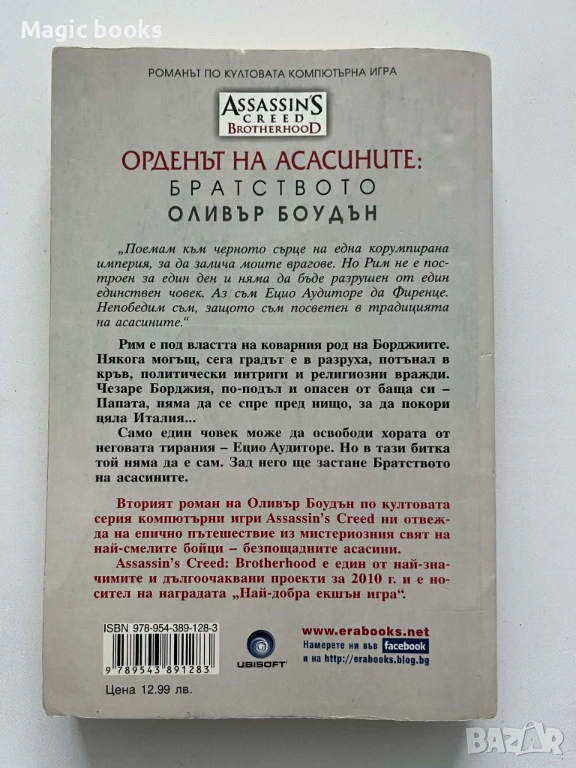 Magic books
РОМАНЪТ ПО КУЛТОВАТА КОМПЮТЪРНА ИГРА
ASSASSIN'S
CREED
BROTHERHOOD
ОРДЕНЪТ НА АСАСИНИТЕ:
БРАТСТВОТО
ОЛИВЪР БОУДЪН
„Поемам към черното сърце на една корумпирана
империя, за да залича моите врагове. Но Рим не е пос-
троен за един ден и няма да бъде разрушен от един
единствен човек. Аз съм Ецио Аудиторе да Фиренце.
Непобедим съм, защото съм посветен в традицията
на асасините.“
Рим е под властта на коварния род на Борджиите.
Някога могъщ, сега градът е в разруха, потънал в
кръв, политически интриги и религиозни вражди.
Чезаре Борджия, по-подъл и опасен от баща си –
Папата, няма да се спре пред нищо, за да покори
цяла Италия...
Само един човек може да освободи хората от
неговата тирания – Ецио Аудиторе. Но в тази битка
той няма да е сам. Зад него ще застане Братството
на асасините.
Вторият роман на Оливър Боудън по култовата
серия компютърни игри Assassin's Creed ни отвеж-
да на епично пътешествие из мистериозния свят на
най-смелите бойци – безпощадните асасини.
Assassin's Creed: Brotherhood е един от най-зна-
чимите и дългоочаквани проекти за 2010 г. и е но-
сител на наградата „Най-добра екшън игра“.
ISBN 978-954-389-128-3
9 789543 891283
Цена 12.99 лв.
UBISOFT
www.erabooks.net
Намерете ни във facebook
и на http://erabooks.blog.bg
BAZAR